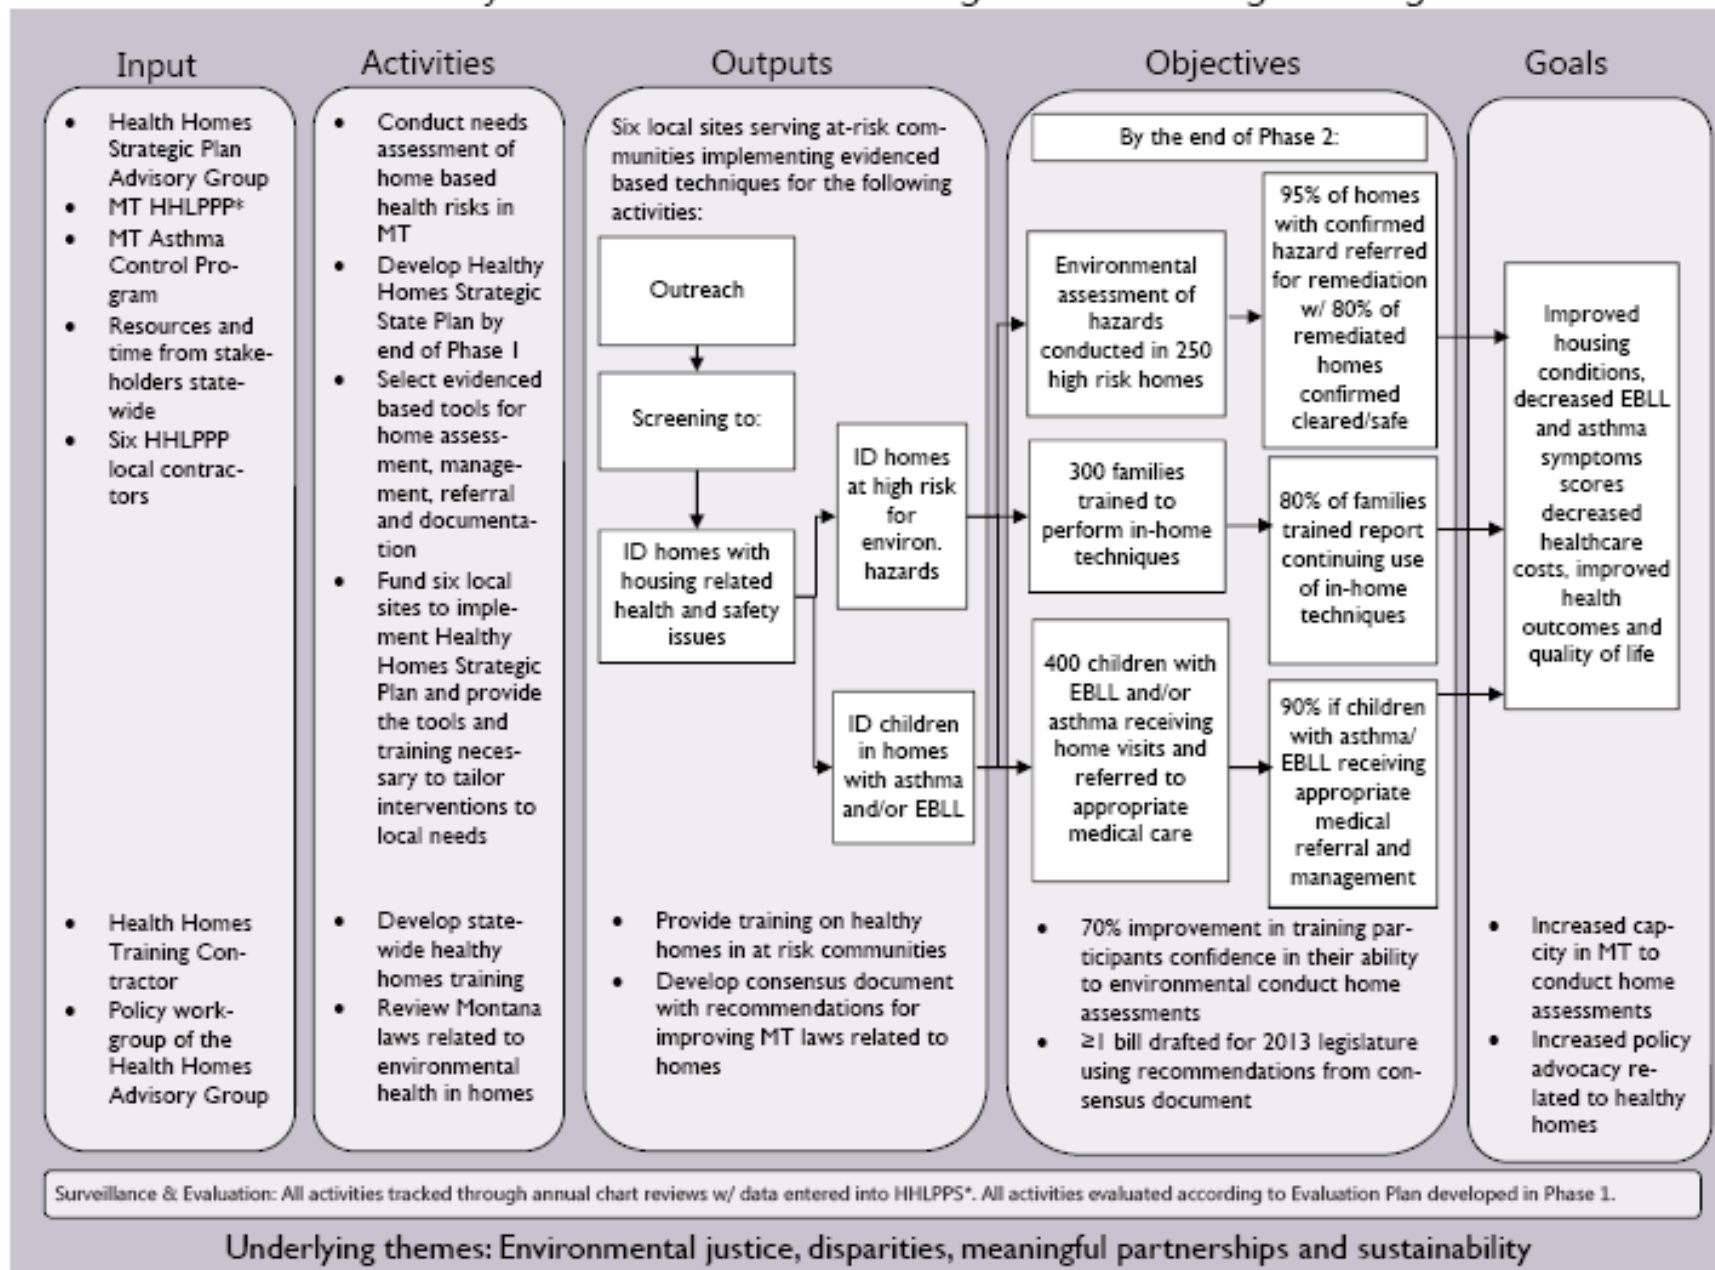 Input
Health Homes
Strategic Plan
Advisory Group
MT HHLPPP*
MT Asthma
Control Pro-
gram
Resources and
time from stake-
holders state-
wide
Six HHLPPP
local contrac-
tors
Health Homes
Training Con-
tractor
Policy work-
group of the
Health Homes
Advisory Group
Activities
Conduct needs
assessment of
home based
health risks in
MT
Develop Healthy
Homes Strategic
State Plan by
end of Phase 1
Select evidenced
based tools for
home assess-
ment, manage-
ment, referral
and documenta-
tion
Fund six local
sites to imple-
ment Healthy
Homes Strategic
Plan and provide
the tools and
training neces-
sary to tailor
interventions to
local needs
Develop state-
wide healthy
homes training
Review Montana
laws related to
environmental
health in homes
Outputs
Six local sites serving at-risk com-
munities implementing evidenced
based techniques for the following
activities:
Outreach
Screening to:
ID homes with
housing related
health and safety
issues
ID homes
at high risk
for
environ.
hazards
ID children
in homes
with asthma
and/or EBLL
Provide training on healthy
homes in at risk communities
Develop consensus document
with recommendations for
improving MT laws related to
homes
Objectives
By the end of Phase 2:
Environmental
assessment of
hazards
conducted in 250
high risk homes
95% of homes
with confirmed
hazard referred
for remediation
w/ 80% of
remediated
homes
confirmed
cleared/safe
300 families
trained to
perform in-home
techniques
80% of families
trained report
continuing use
of in-home
techniques
400 children with
EBLL and/or
asthma receiving
home visits and
referred to
appropriate
medical care
90% if children
with asthma/
EBLL receiving
appropriate
medical
referral and
management
70% improvement in training par-
ticipants confidence in their ability
to environmental conduct home
assessments
≥1 bill drafted for 2013 legislature
using recommendations from con-
sensus document
Goals
Improved
housing
conditions,
decreased EBLL
and asthma
symptoms
scores
decreased
healthcare
costs, improved
health
outcomes and
quality of life
Increased cap-
city in MT to
conduct home
assessments
Increased policy
advocacy re-
lated to healthy
homes
Surveillance & Evaluation: All activities tracked through annual chart reviews w/ data entered into HHLPPS*. All activities evaluated according to Evaluation Plan developed in Phase 1.
Underlying themes: Environmental justice, disparities, meaningful partnerships and sustainability